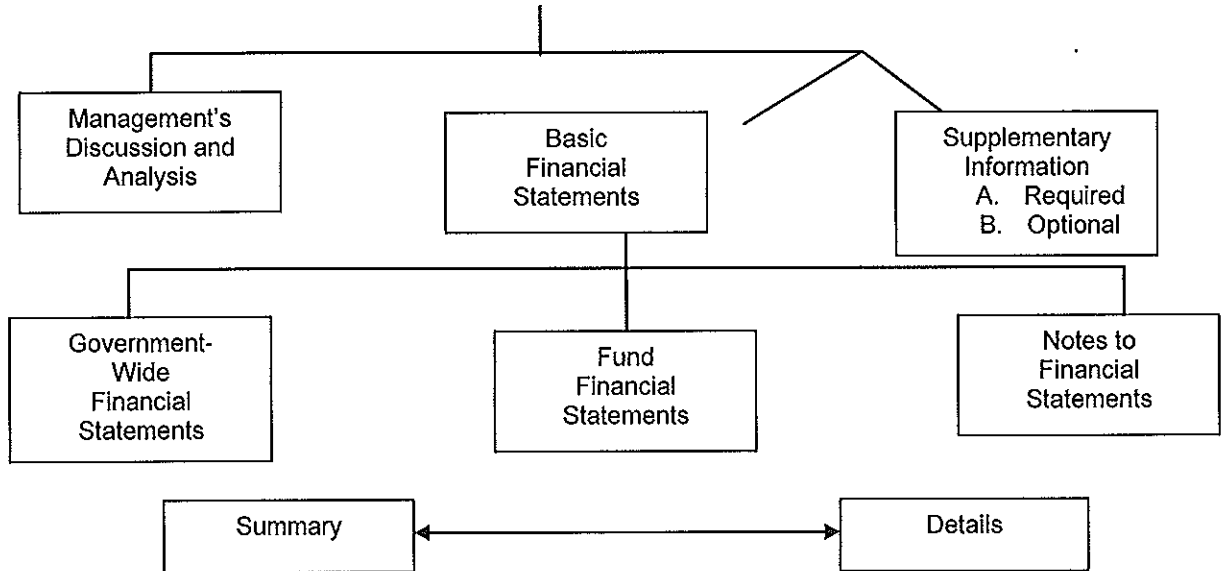 Management's
Discussion and
Analysis
Basic
Financial
Statements
Supplementary
Information
A. Required
B. Optional
Government-
Wide
Financial
Statements
Fund
Financial
Statements
Notes to
Financial
Statements
Summary
Details